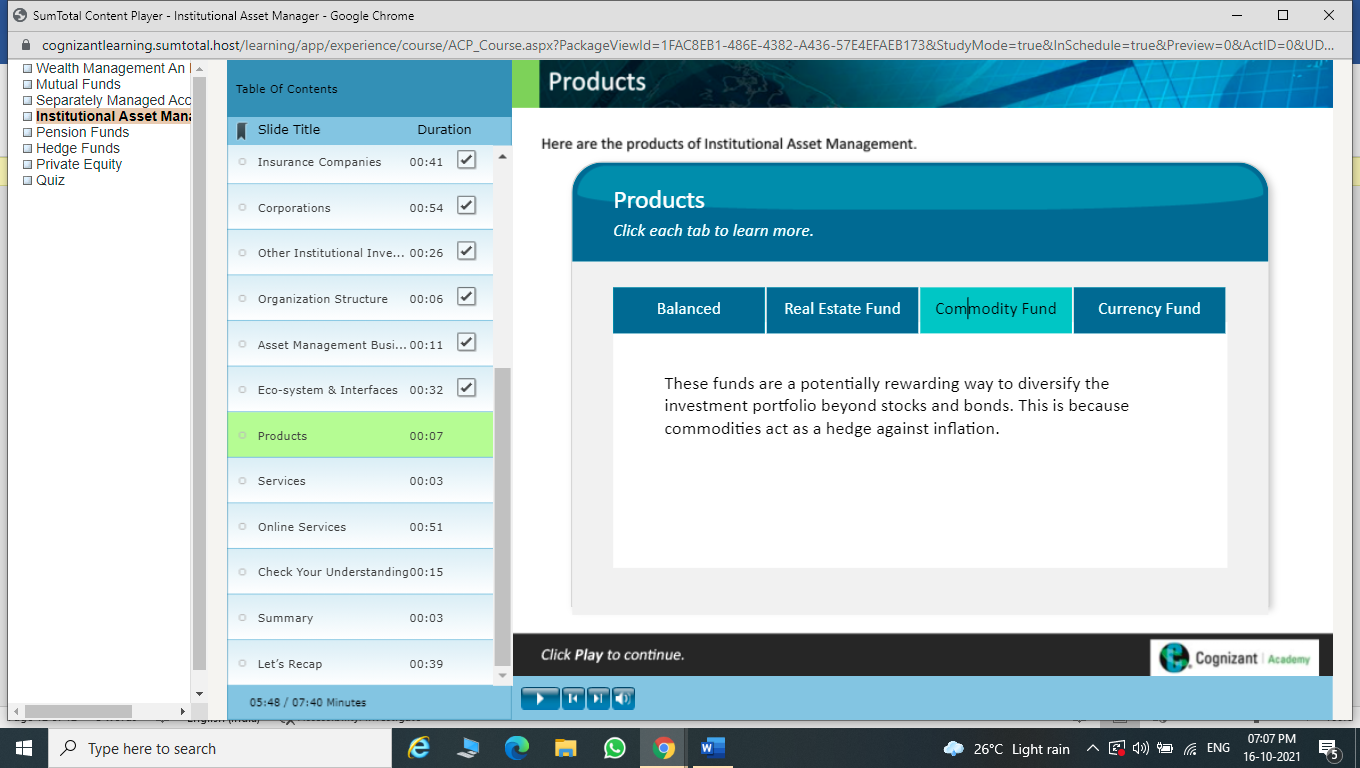 SumTotal Content Player - Institutional Asset Manager - Google Chrome
cognizantlearning.sumtotal.host/learning/app/experience/course/ACP_Course.aspx?PackageViewId=1FAC8EB1-486E-4382-A436-57E4EFAEB173&StudyMode=true&InSchedule=true&Preview=0&ActID=0&UD...
Wealth Management An I
Mutual Funds
Separately Managed Acc
Institutional Asset Mana
Pension Funds
Hedge Funds
Private Equity
Quiz
Table Of Contents
Slide Title Duration
Insurance Companies 00:41
Corporations 00:54
Other Institutional Inve... 00:26
Organization Structure 00:06
Asset Management Busi... 00:11
Eco-system & Interfaces 00:32
Products 00:07
Services 00:03
Online Services 00:51
Check Your Understanding 00:15
Summary 00:03
Let's Recap 00:39
05:48 / 07:40 Minutes
Products
Here are the products of Institutional Asset Management.
Products
Click each tab to learn more.
Balanced Real Estate Fund Commodity Fund Currency Fund
These funds are a potentially rewarding way to diversify the
investment portfolio beyond stocks and bonds. This is because
commodities act as a hedge against inflation.
Click Play to continue.
Cognizant | Academy
Type here to search
26°C Light rain
ENG
07:07 PM
16-10-2021
5